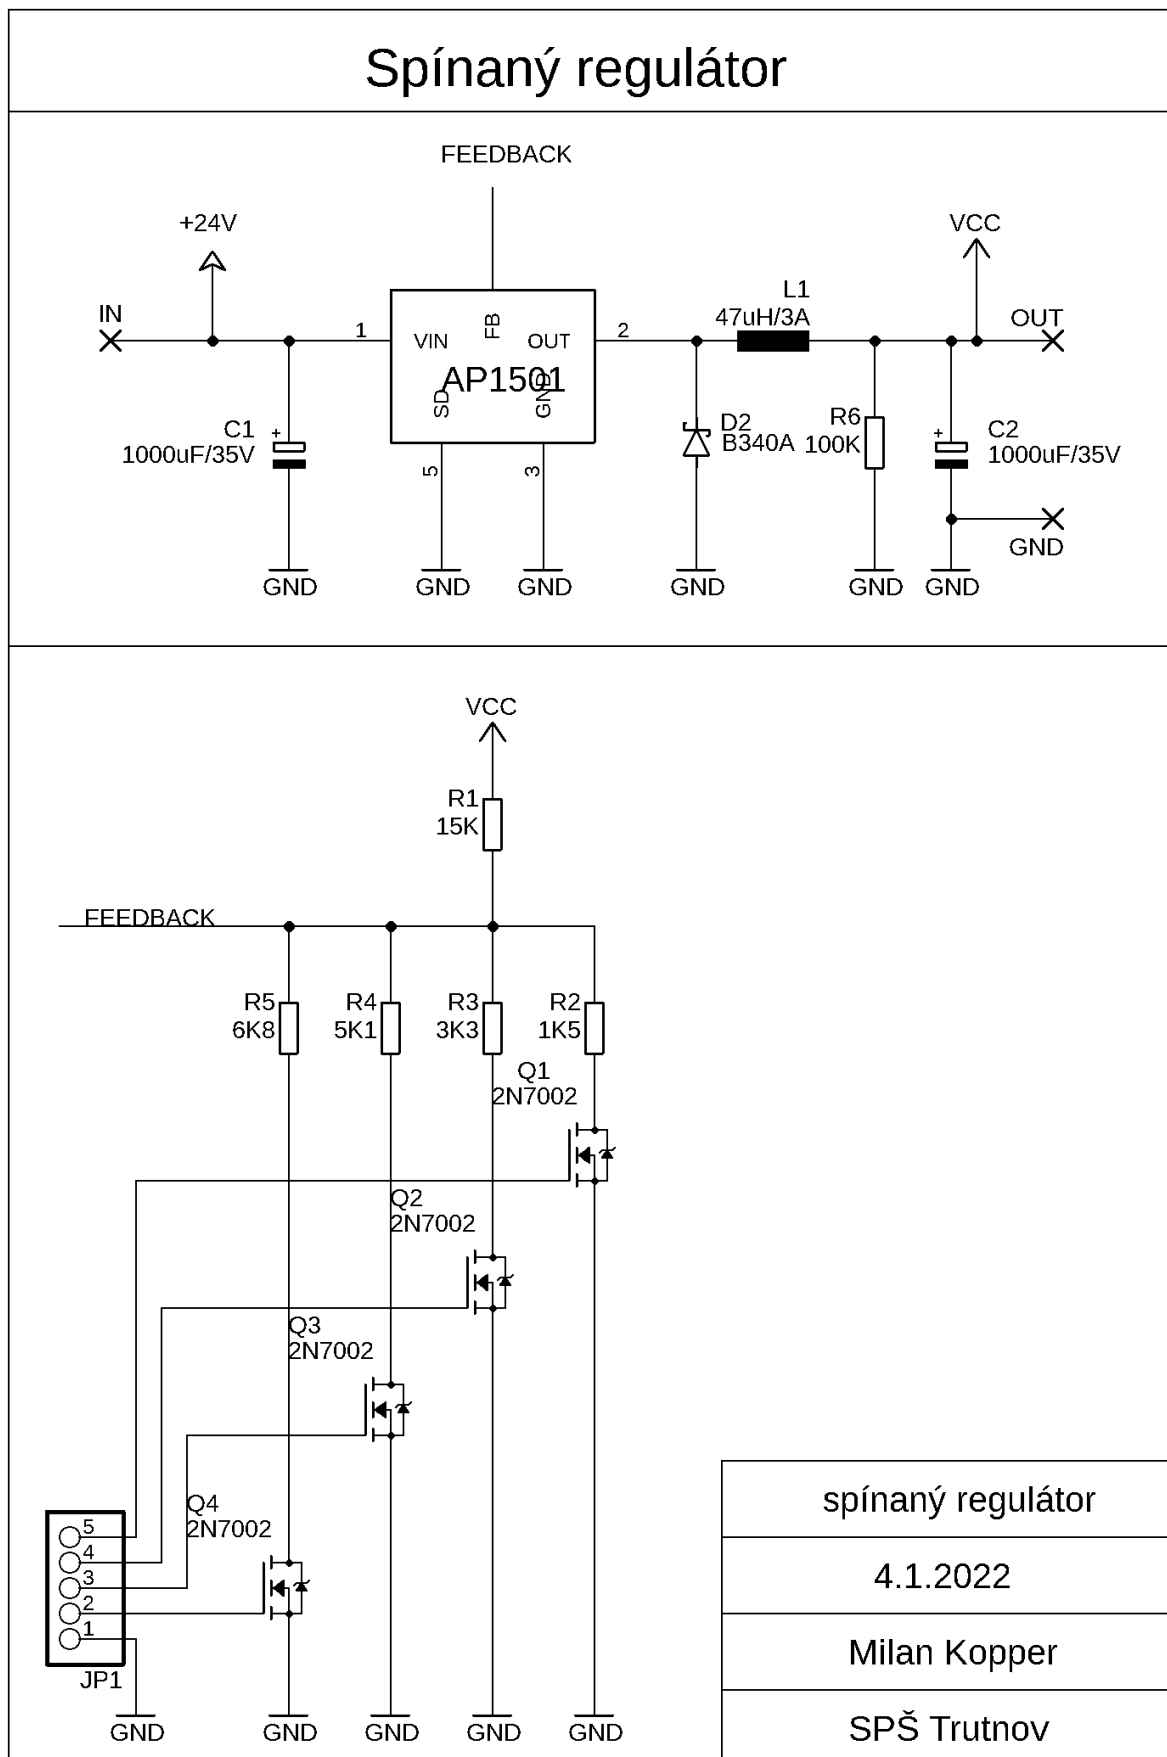 Spínaný regulátor
FEEDBACK
+24V
VCC
IN
L1
47uH/3A
OUT
1
VIN
FB
OUT
2
AP1501
SD
GND
C1
+
1000uF/35V
D2
B340A
R6
100K
+
C2
1000uF/35V
5
3
GND
GND
GND
GND
GND
GND
GND
VCC
R1
15K
FEEDBACK
R5
6K8
R4
5K1
R3
3K3
R2
1K5
Q1
2N7002
Q2
2N7002
Q3
2N7002
Q4
2N7002
5
4
3
2
1
JP1
GND
GND
GND
GND
GND
spínaný regulátor
4.1.2022
Milan Kopper
SPŠ Trutnov